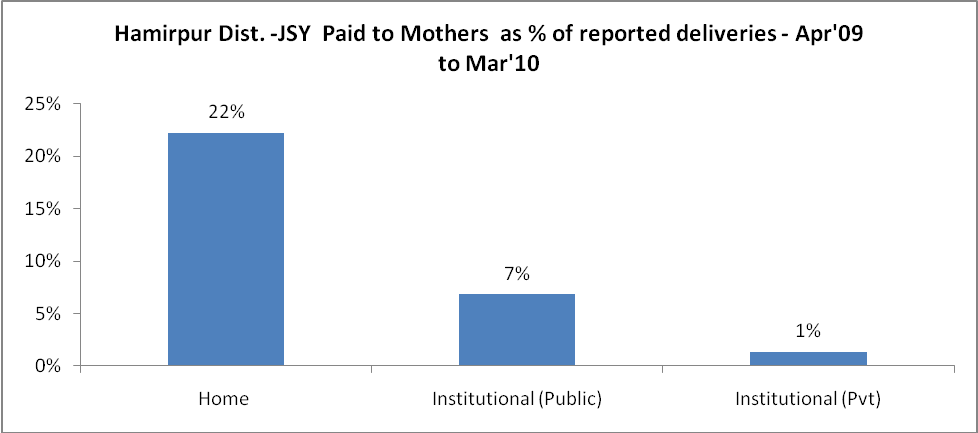 Hamirpur Dist. -JSY Paid to Mothers as % of reported deliveries - Apr'09
to Mar'10
25%
20%
15%
10%
5%
0%
22%
7%
1%
Home
Institutional (Public)
Institutional (Pvt)